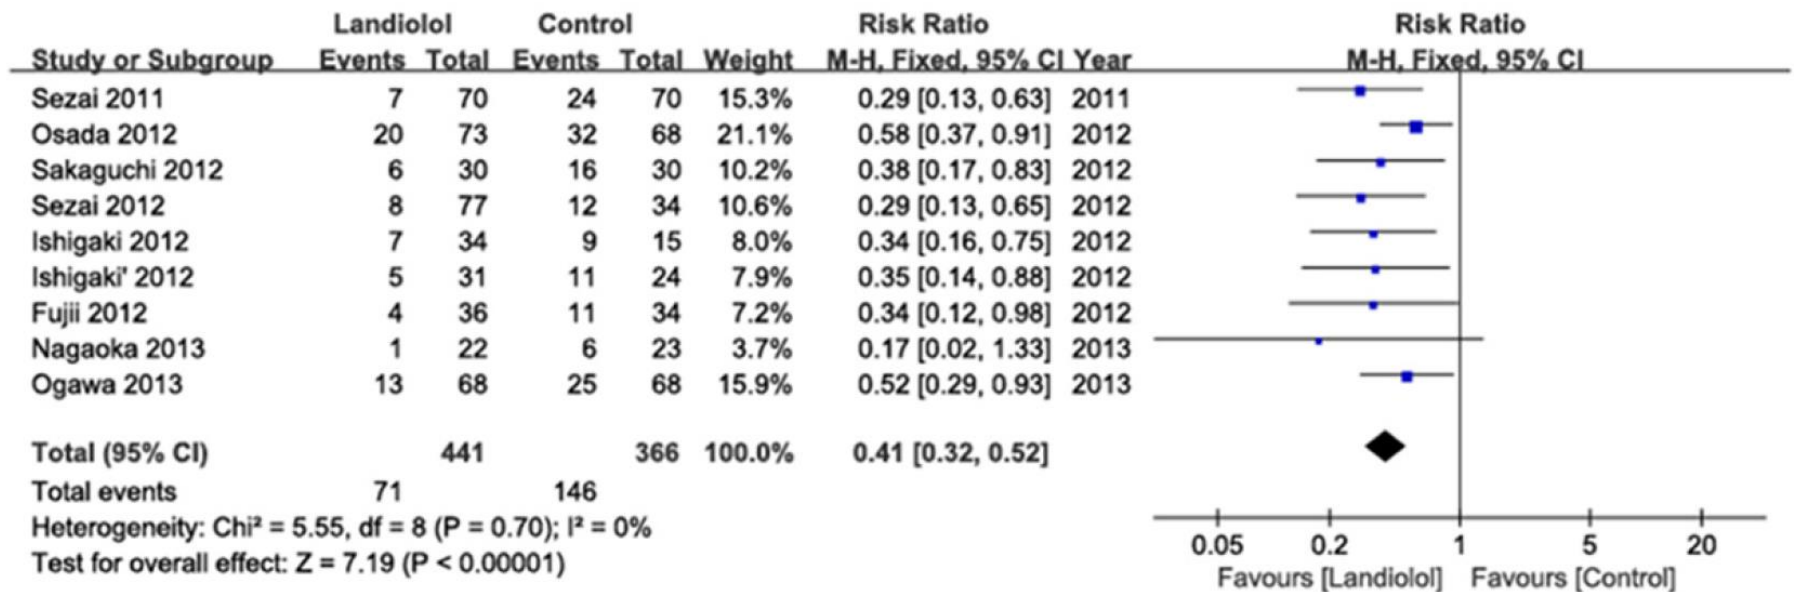 Landiolol Control Risk Ratio Risk Ratio
Study or Subgroup Events Total Events Total Weight M-H, Fixed, 95% CI Year M-H, Fixed, 95% CI
Sezai 2011 7 70 24 70 15.3% 0.29 [0.13, 0.63] 2011
Osada 2012 20 73 32 68 21.1% 0.58 [0.37, 0.91] 2012
Sakaguchi 2012 6 30 16 30 10.2% 0.38 [0.17, 0.83] 2012
Sezai 2012 8 77 12 34 10.6% 0.29 [0.13, 0.65] 2012
Ishigaki 2012 7 34 9 15 8.0% 0.34 [0.16, 0.75] 2012
Ishigaki' 2012 5 31 11 24 7.9% 0.35 [0.14, 0.88] 2012
Fujii 2012 4 36 11 34 7.2% 0.34 [0.12, 0.98] 2012
Nagaoka 2013 1 22 6 23 3.7% 0.17 [0.02, 1.33] 2013
Ogawa 2013 13 68 25 68 15.9% 0.52 [0.29, 0.93] 2013
Total (95% CI) 441 366 100.0% 0.41 [0.32, 0.52]
Total events 71 146
Heterogeneity: Chi² = 5.55, df = 8 (P = 0.70); I² = 0%
Test for overall effect: Z = 7.19 (P < 0.00001)
0.05 0.2 1 5 20
Favours [Landiolol] Favours [Control]